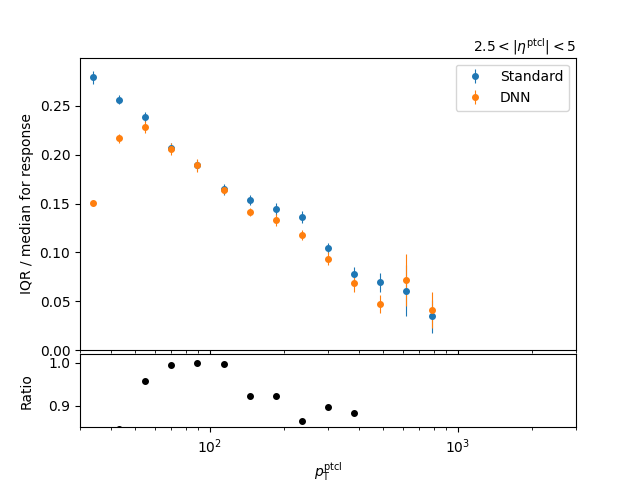 2.5 < |η^ptcl| < 5
Standard
DNN
IQR / median for response
0.25
0.20
0.15
0.10
0.05
0.00
Ratio
1.0
0.9
10^2
10^3
p_T^ptcl